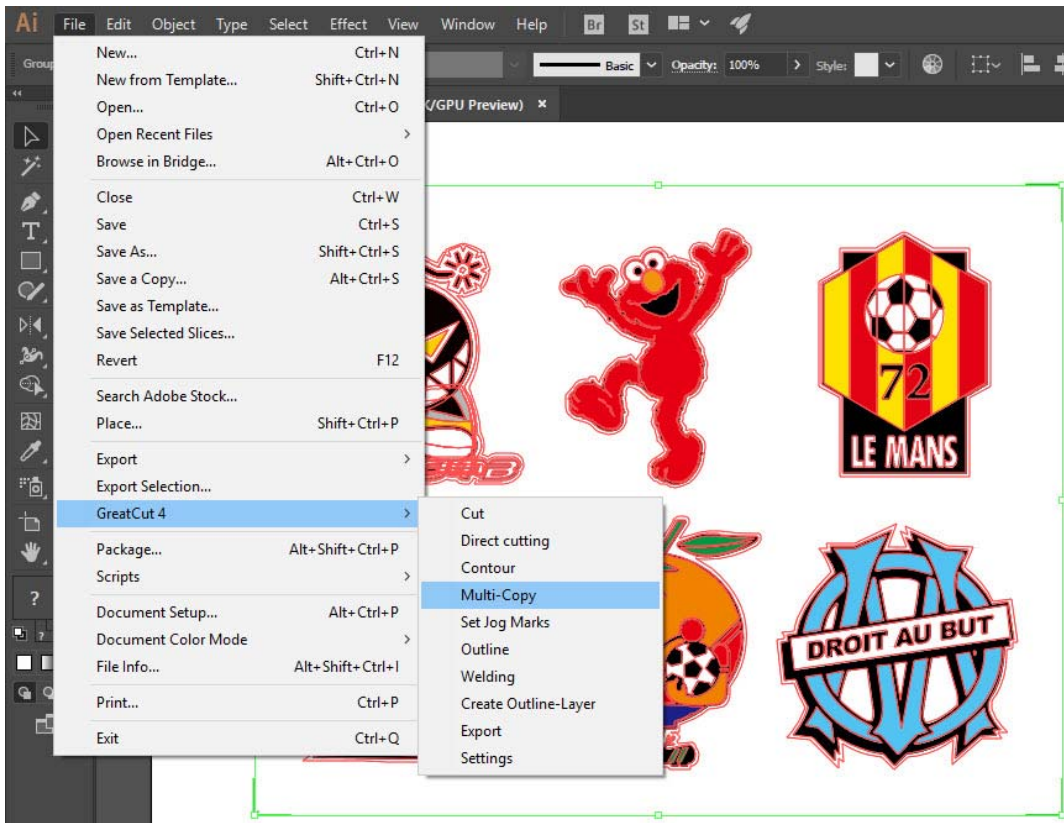 Ai File Edit Object Type Select Effect View Window Help Br St
Group
Basic Opacity: 100% Style:
/GPU Preview) ×
New... Ctrl+N
New from Template... Shift+Ctrl+N
Open... Ctrl+O
Open Recent Files
Browse in Bridge... Alt+Ctrl+O
Close Ctrl+W
Save Ctrl+S
Save As... Shift+Ctrl+S
Save a Copy... Alt+Ctrl+S
Save as Template...
Save Selected Slices...
Revert F12
Search Adobe Stock...
Place... Shift+Ctrl+P
Export
Export Selection...
GreatCut 4
Package... Alt+Shift+Ctrl+P
Scripts
Document Setup... Alt+Ctrl+P
Document Color Mode
File Info... Alt+Shift+Ctrl+I
Print... Ctrl+P
Exit Ctrl+Q
Cut
Direct cutting
Contour
Multi-Copy
Set Jog Marks
Outline
Welding
Create Outline-Layer
Export
Settings
72
LE MANS
DROIT AU BUT